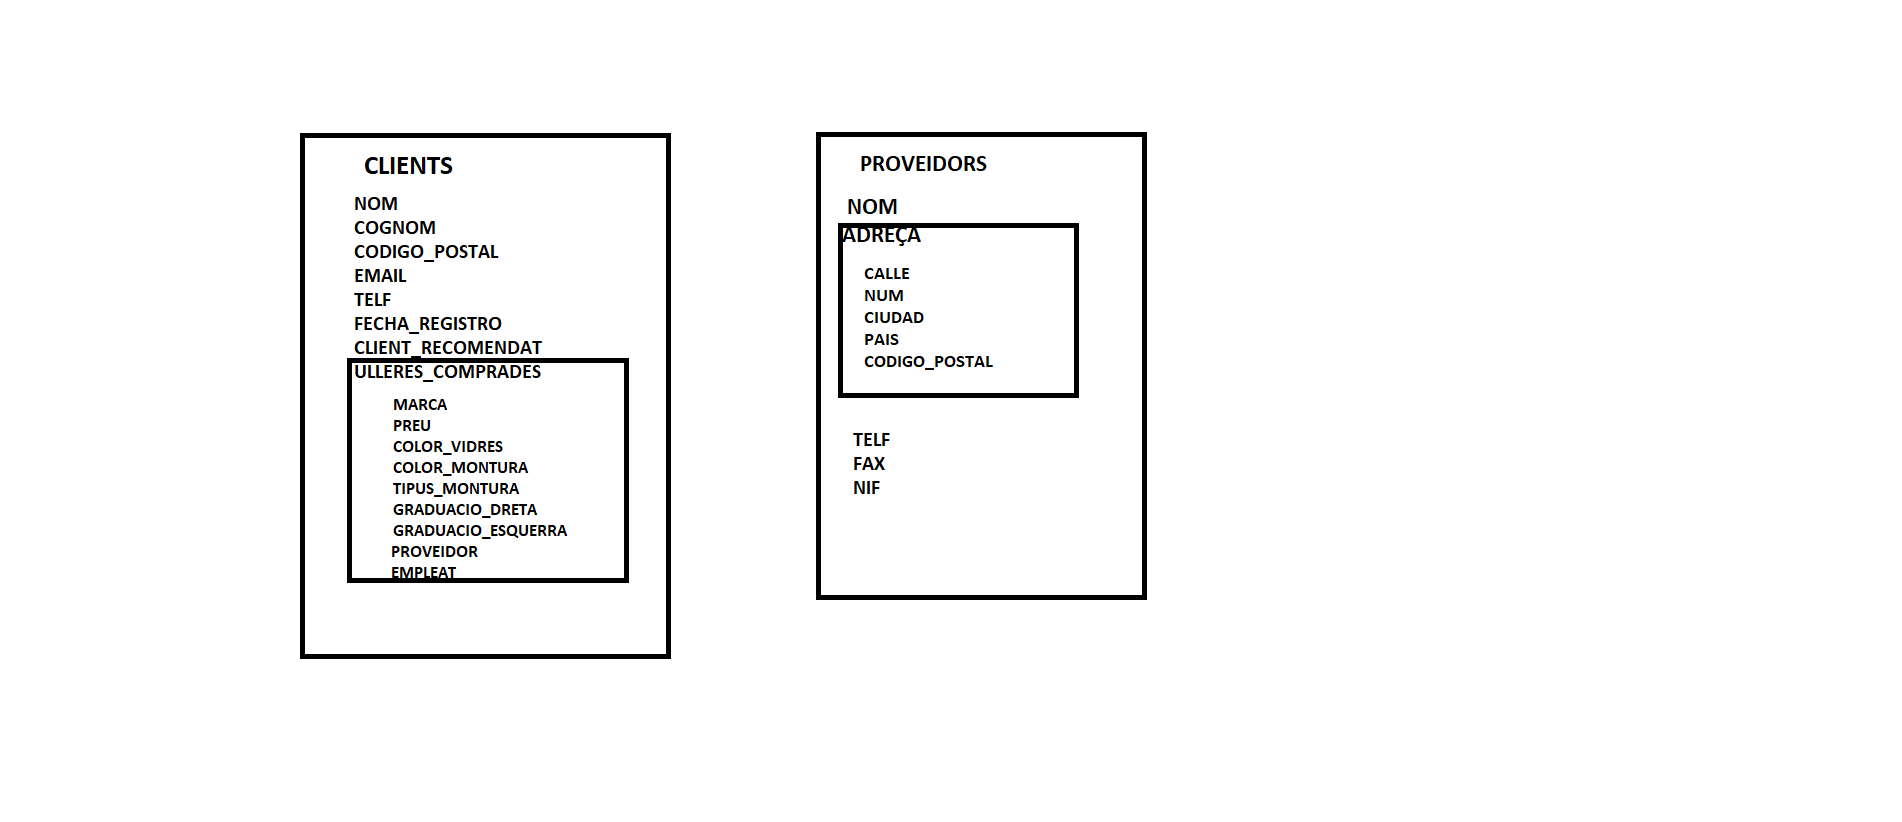 CLIENTS
NOM
COGNOM
CODIGO_POSTAL
EMAIL
TELF
FECHA_REGISTRO
CLIENT_RECOMENDAT
ULLERES_COMPRADES
MARCA
PREU
COLOR_VIDRES
COLOR_MONTURA
TIPUS_MONTURA
GRADUACIO_DRETA
GRADUACIO_ESQUERRA
PROVEIDOR
EMPLEAT
PROVEIDORS
NOM
ADREÇA
CALLE
NUM
CIUDAD
PAIS
CODIGO_POSTAL
TELF
FAX
NIF